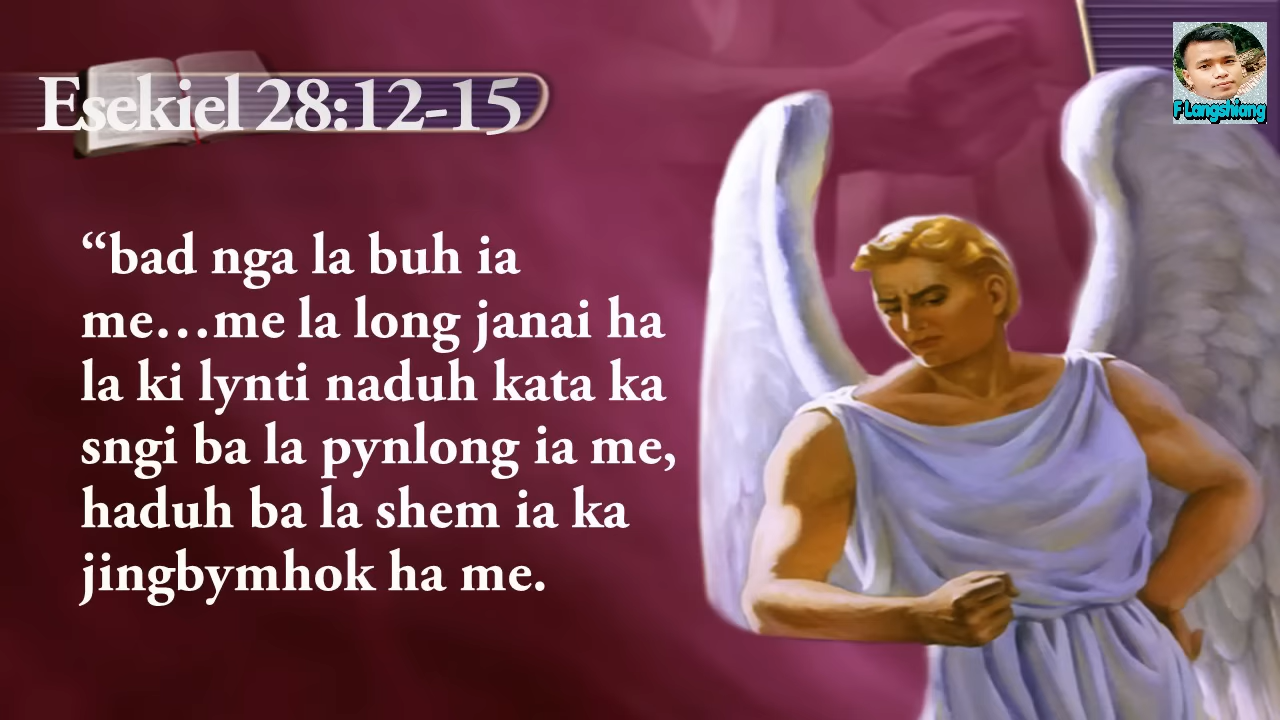 Esekiel 28:12-15
F Langshiang
“bad nga la buh ia
me…me la long janai ha
la ki lynti naduh kata ka
sngi ba la pynlong ia me,
haduh ba la shem ia ka
jingbymhok ha me.